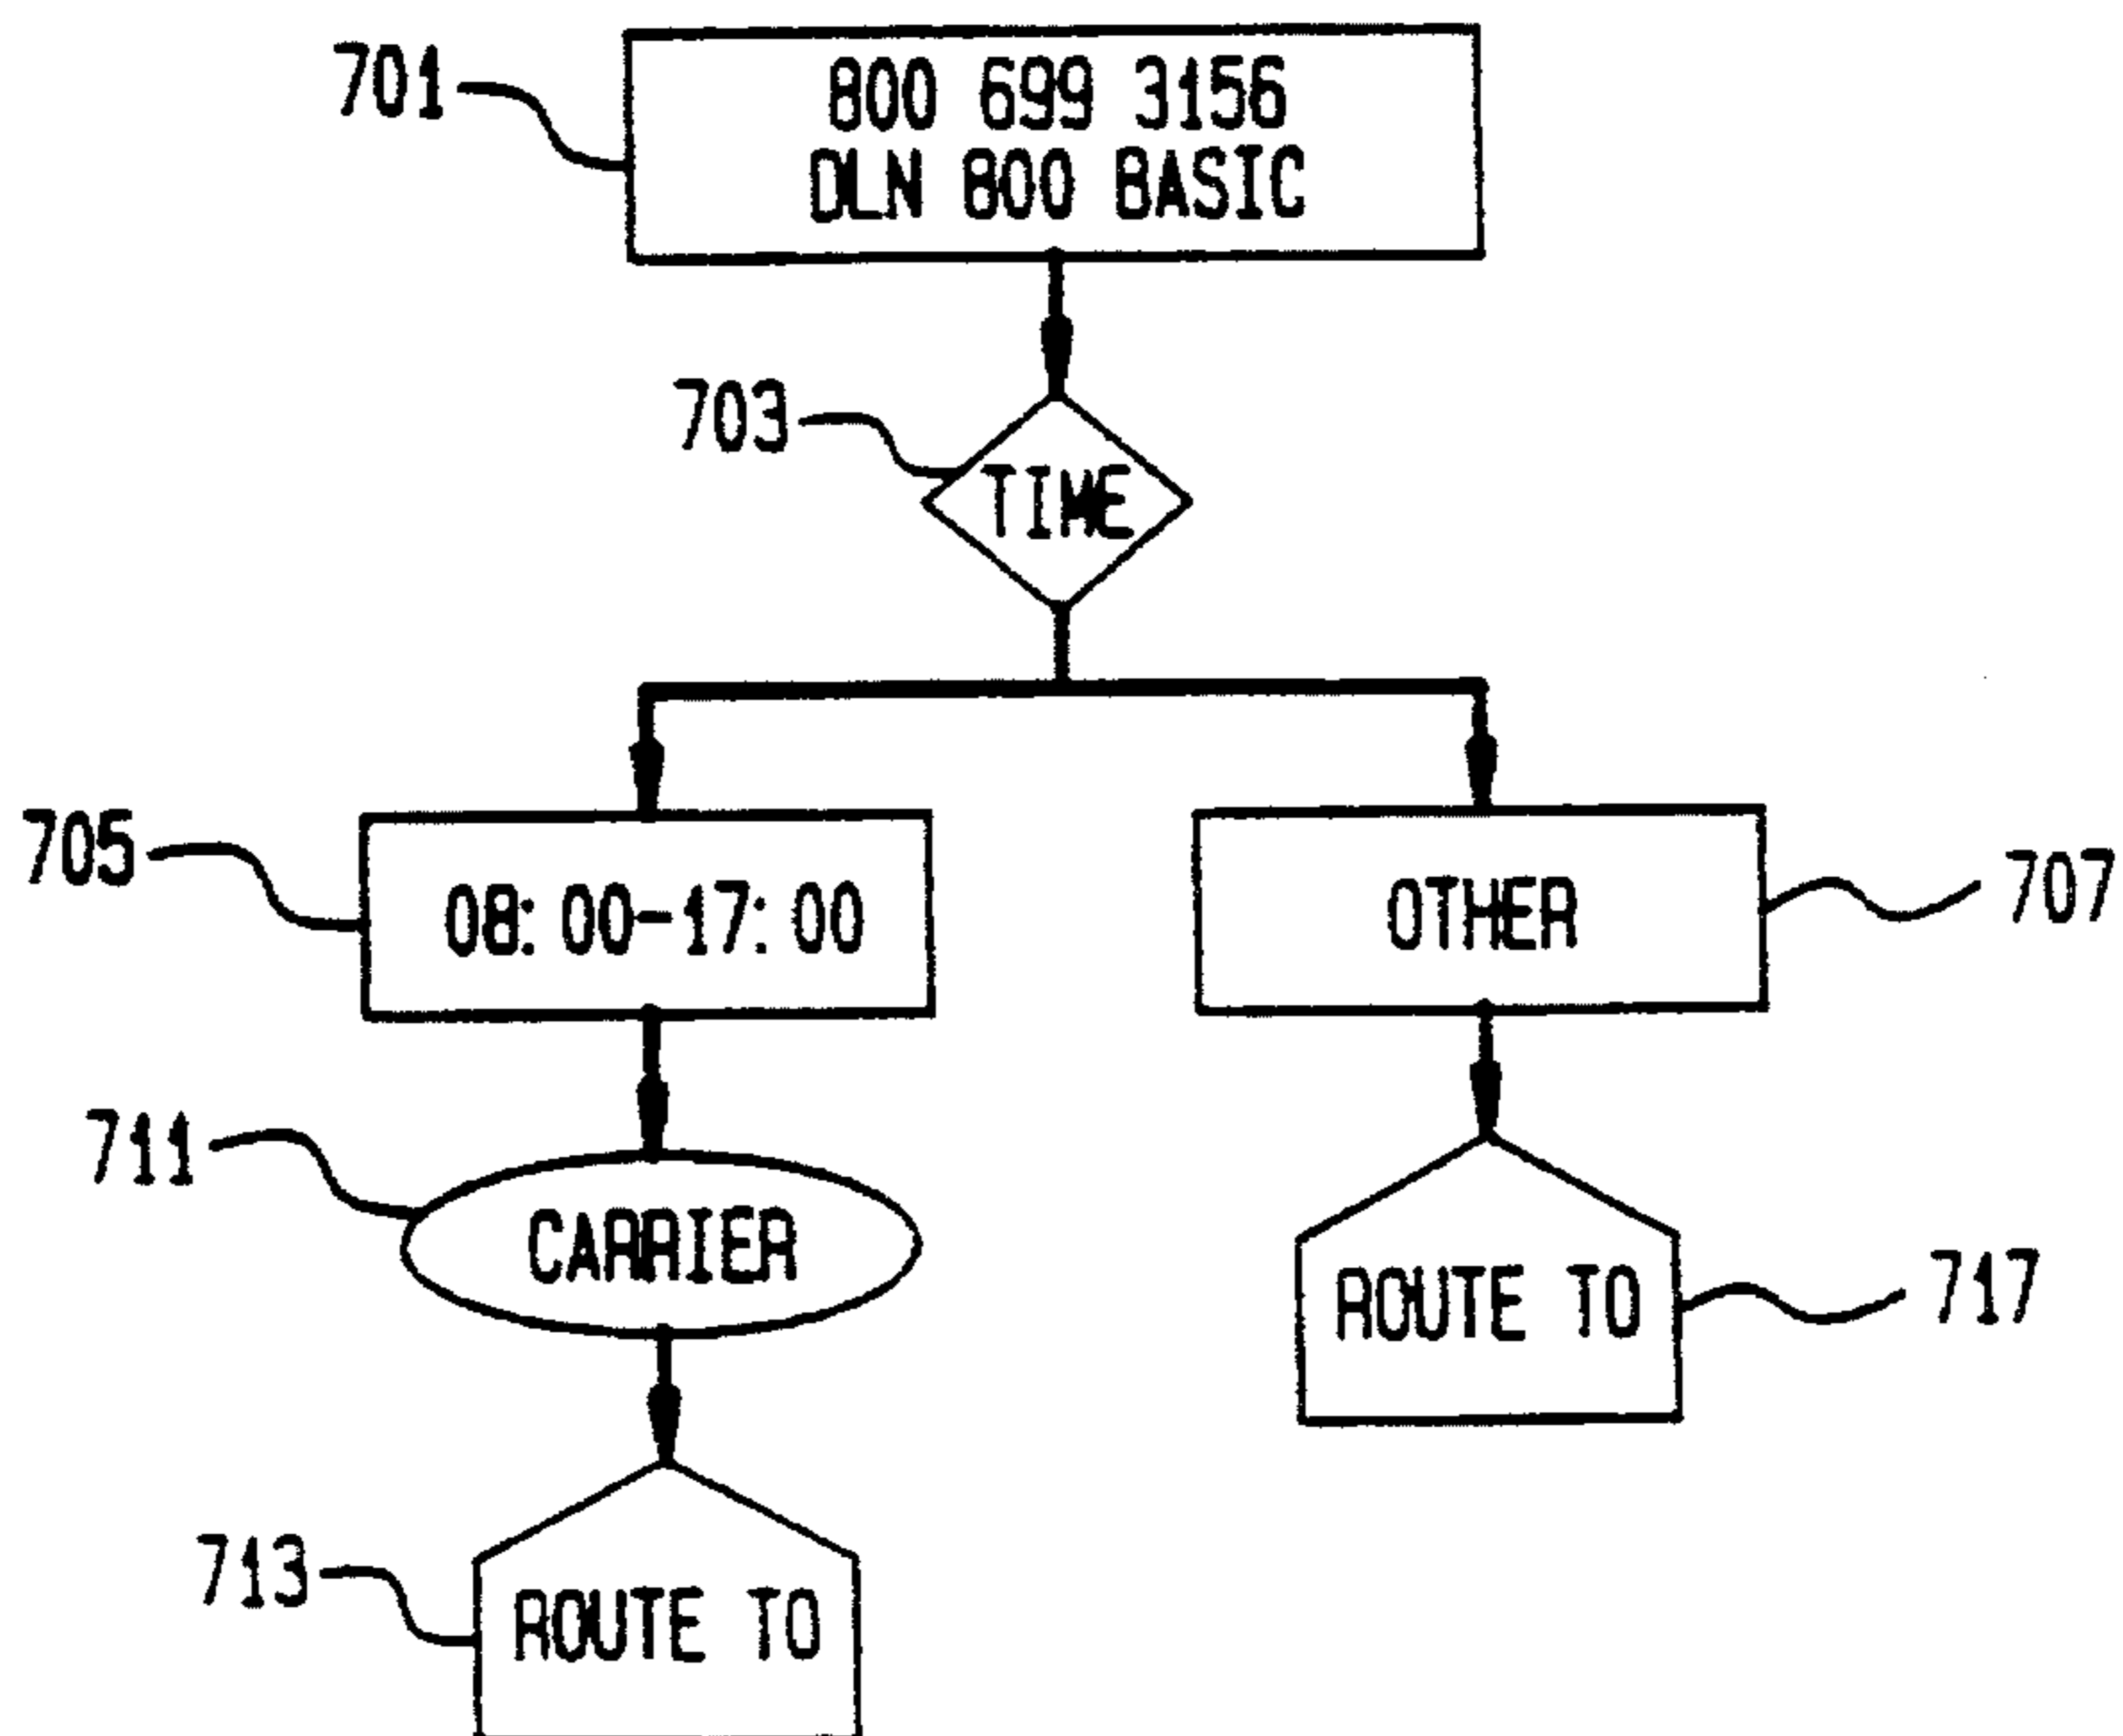 701
800 699 3156
DLN 800 BASIC
703
TIME
705
08:00-17:00
OTHER
707
711
CARRIER
ROUTE TO
717
713
ROUTE TO